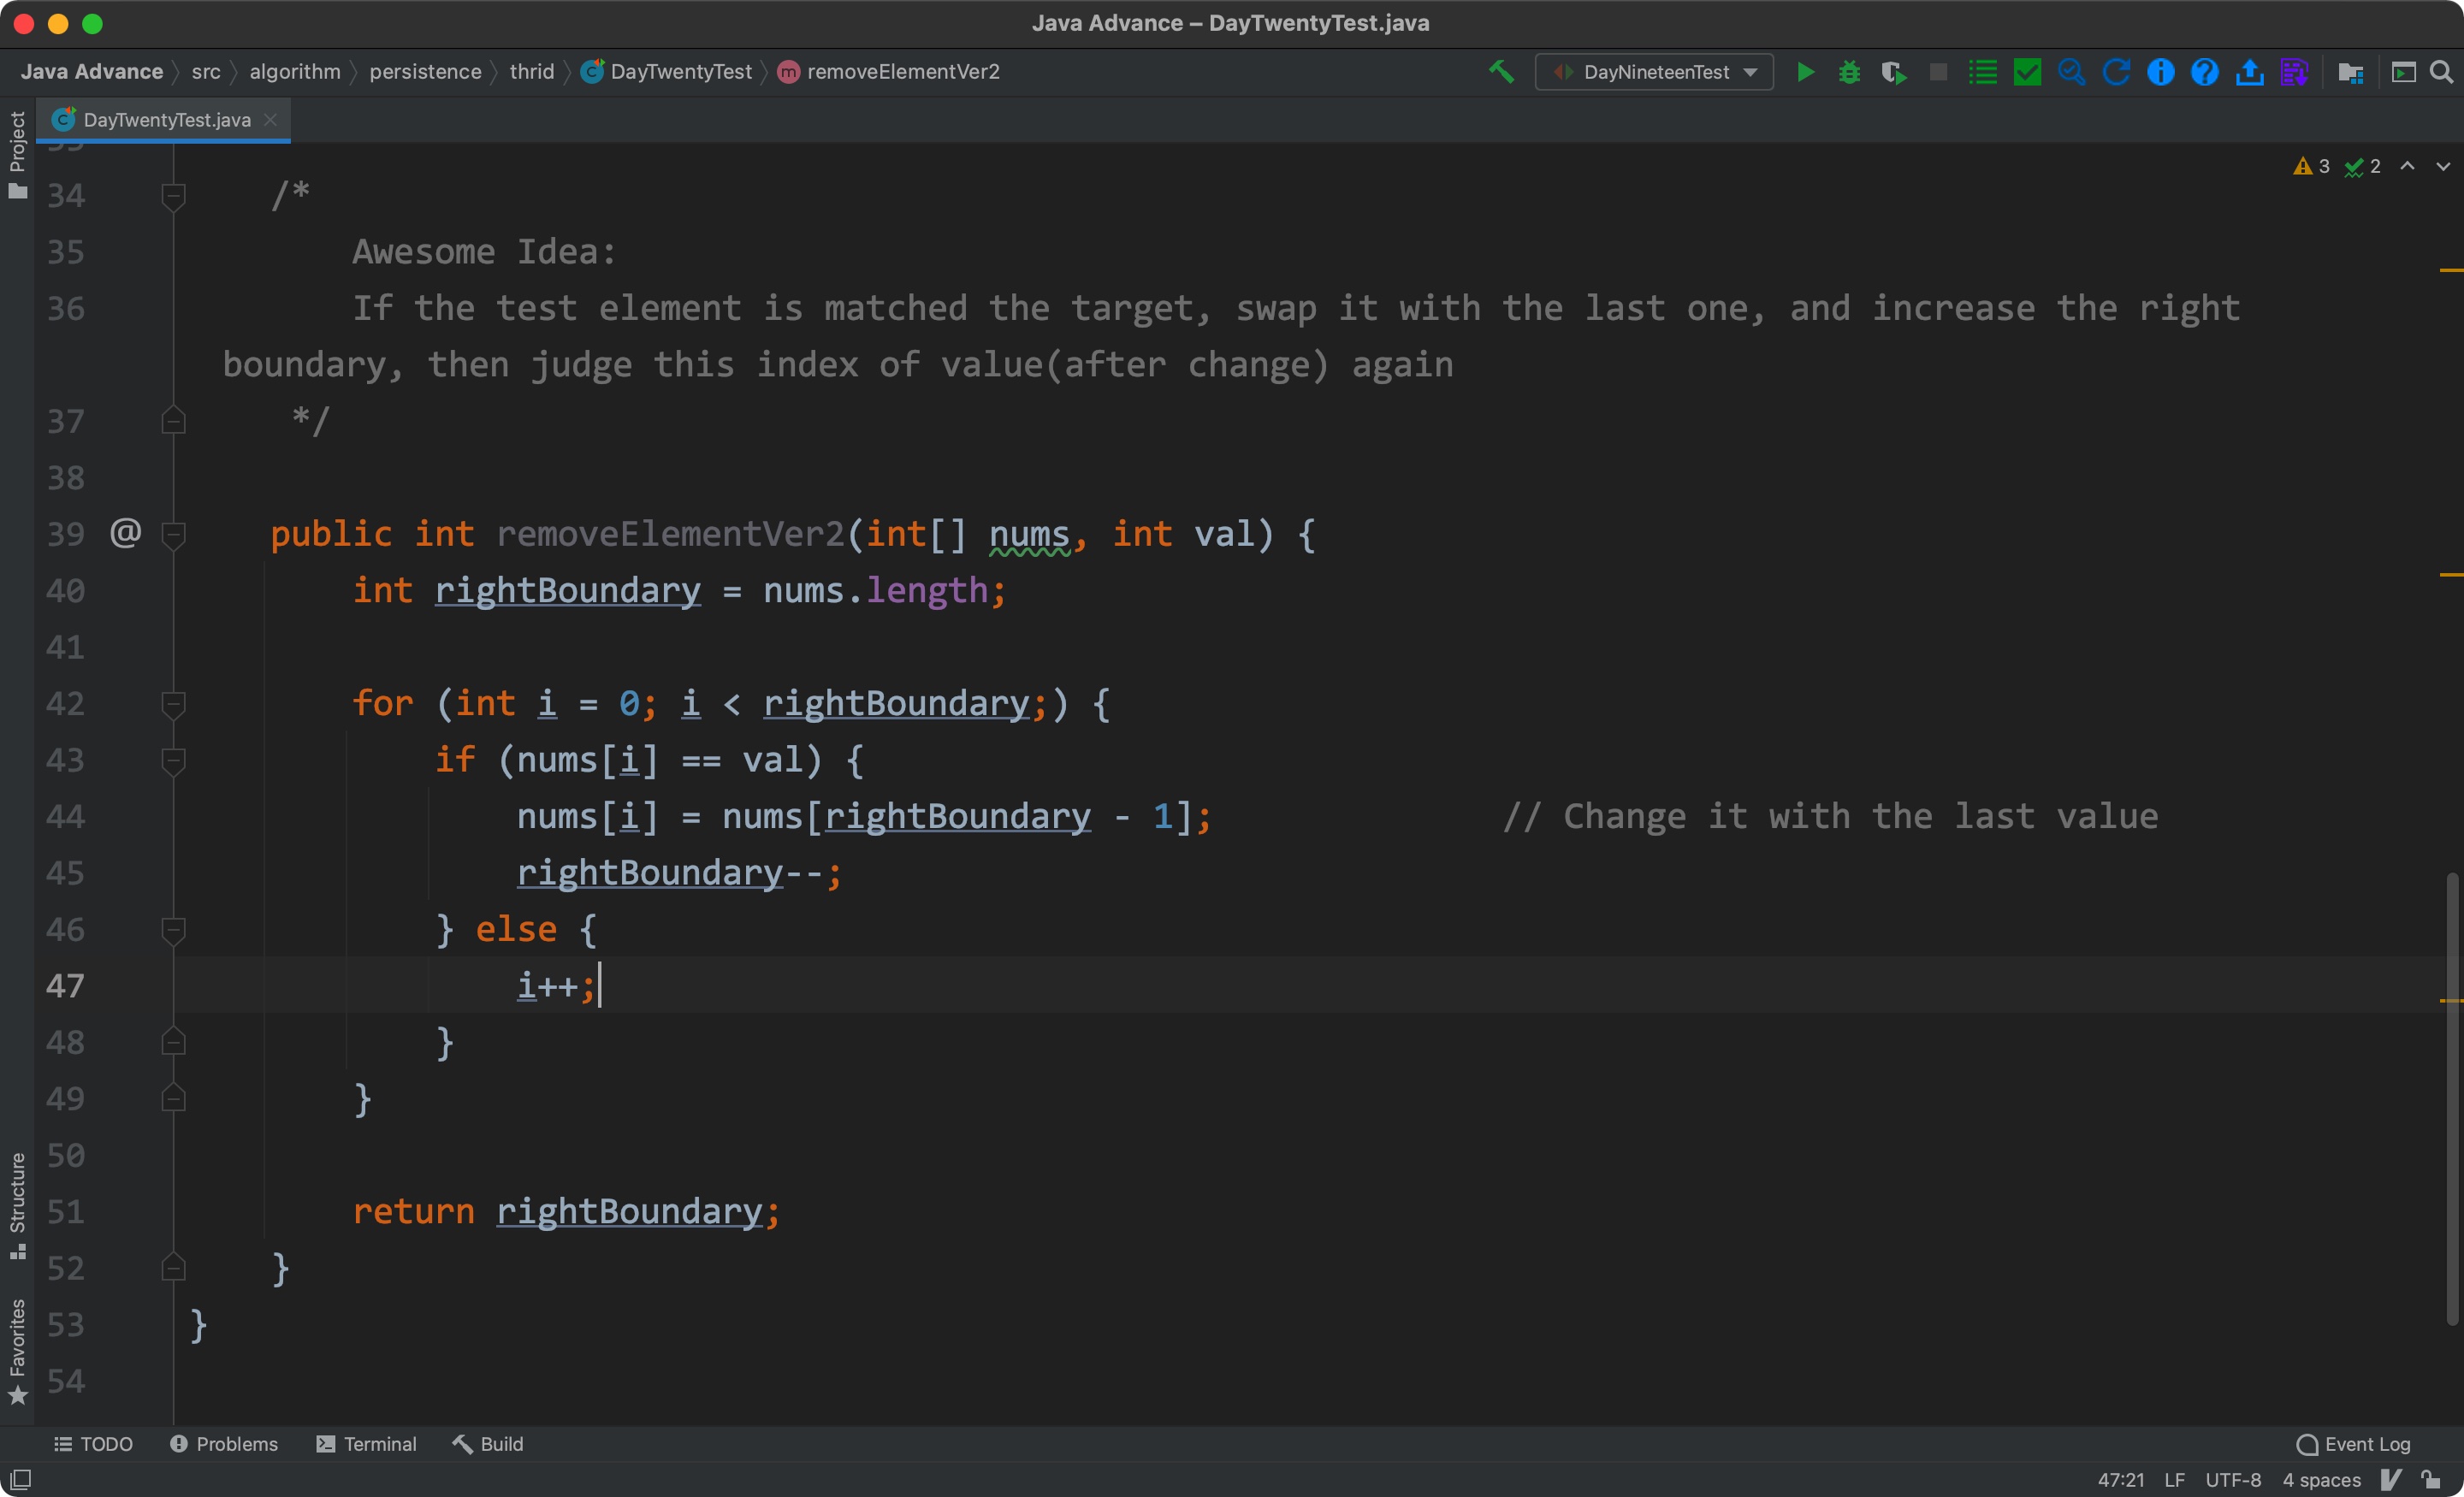 Java Advance – DayTwentyTest.java
Java Advance src algorithm persistence thrid DayTwentyTest removeElementVer2 DayNineteenTest
DayTwentyTest.java
Project
3 2
34 /*
35 Awesome Idea:
36 If the test element is matched the target, swap it with the last one, and increase the right
boundary, then judge this index of value(after change) again
37 */
38
39 @ public int removeElementVer2(int[] nums, int val) {
40 int rightBoundary = nums.length;
41
42 for (int i = 0; i < rightBoundary;) {
43 if (nums[i] == val) {
44 nums[i] = nums[rightBoundary - 1]; // Change it with the last value
45 rightBoundary--;
46 } else {
47 i++;
48 }
49 }
50
51 return rightBoundary;
52 }
53 }
54
Structure
Favorites
TODO Problems Terminal Build Event Log
47:21 LF UTF-8 4 spaces